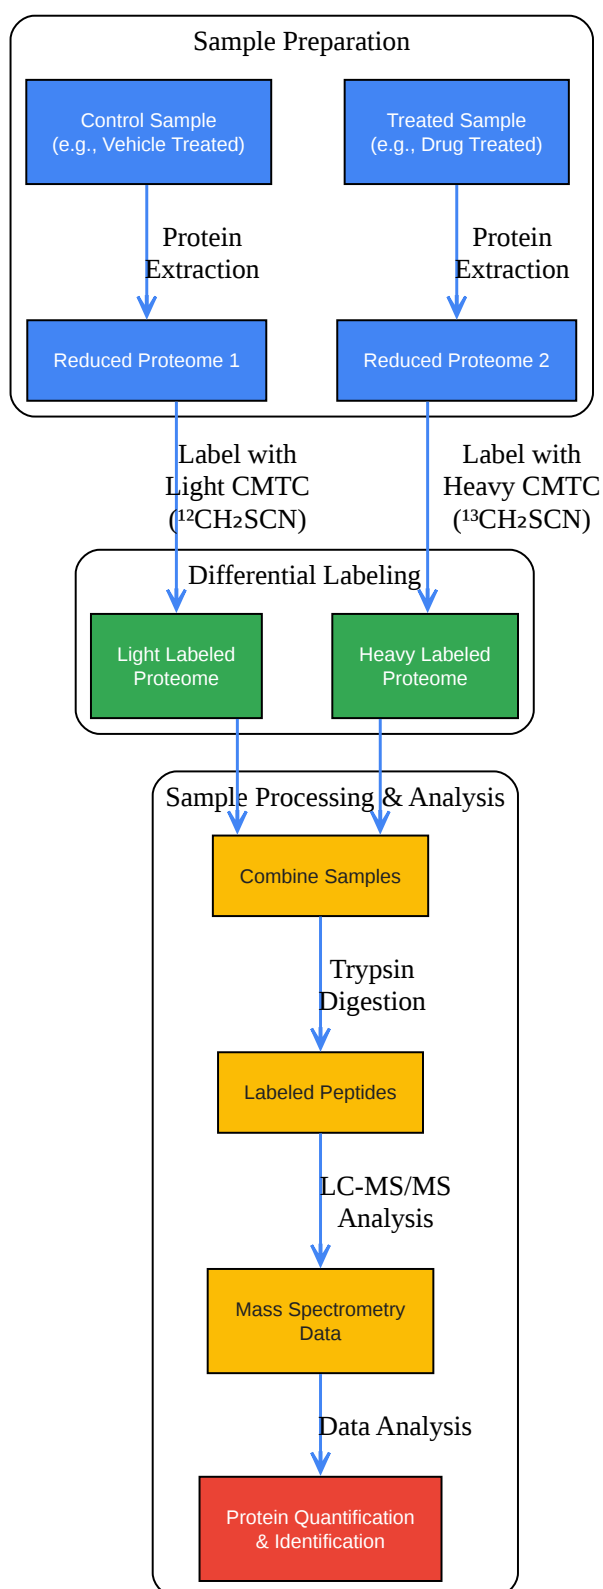 Sample Preparation
Control Sample
(e.g., Vehicle Treated)
Treated Sample
(e.g., Drug Treated)
Protein
Extraction
Protein
Extraction
Reduced Proteome 1
Reduced Proteome 2
Label with
Light CMTC
(¹²CH₂SCN)
Label with
Heavy CMTC
(¹³CH₂SCN)
Differential Labeling
Light Labeled
Proteome
Heavy Labeled
Proteome
Sample Processing & Analysis
Combine Samples
Trypsin
Digestion
Labeled Peptides
LC-MS/MS
Analysis
Mass Spectrometry
Data
Data Analysis
Protein Quantification
& Identification